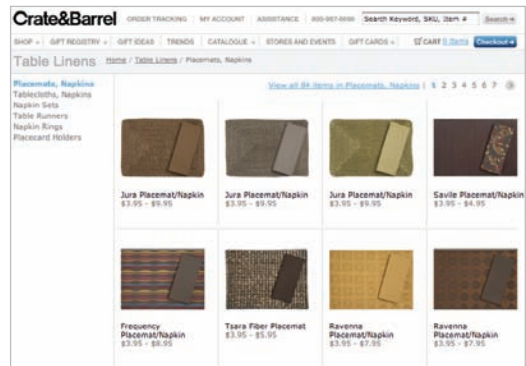 Crate&Barrel ORDER TRACKING MY ACCOUNT ASSISTANCE 800-967-6696 Search Keyword, SKU, Item # Search
SHOP GIFT REGISTRY GIFT IDEAS TRENDS CATALOGUE STORES AND EVENTS GIFT CARDS CART 0 Items Checkout
Table Linens Home / Table Linens / Placemats, Napkins
Placemats, Napkins
Tablecloths, Napkins
Napkin Sets
Table Runners
Napkin Rings
Placecard Holders
View all 84 items in Placemats, Napkins | 1 2 3 4 5 6 7
Jura Placemat/Napkin
$3.95 - $9.95
Jura Placemat/Napkin
$3.95 - $9.95
Jura Placemat/Napkin
$3.95 - $9.95
Savile Placemat/Napkin
$3.95 - $4.95
Frequency
Placemat/Napkin
$3.95 - $8.95
Tsara Fiber Placemat
$3.95 - $5.95
Ravenna
Placemat/Napkin
$3.95 - $7.95
Ravenna
Placemat/Napkin
$3.95 - $7.95